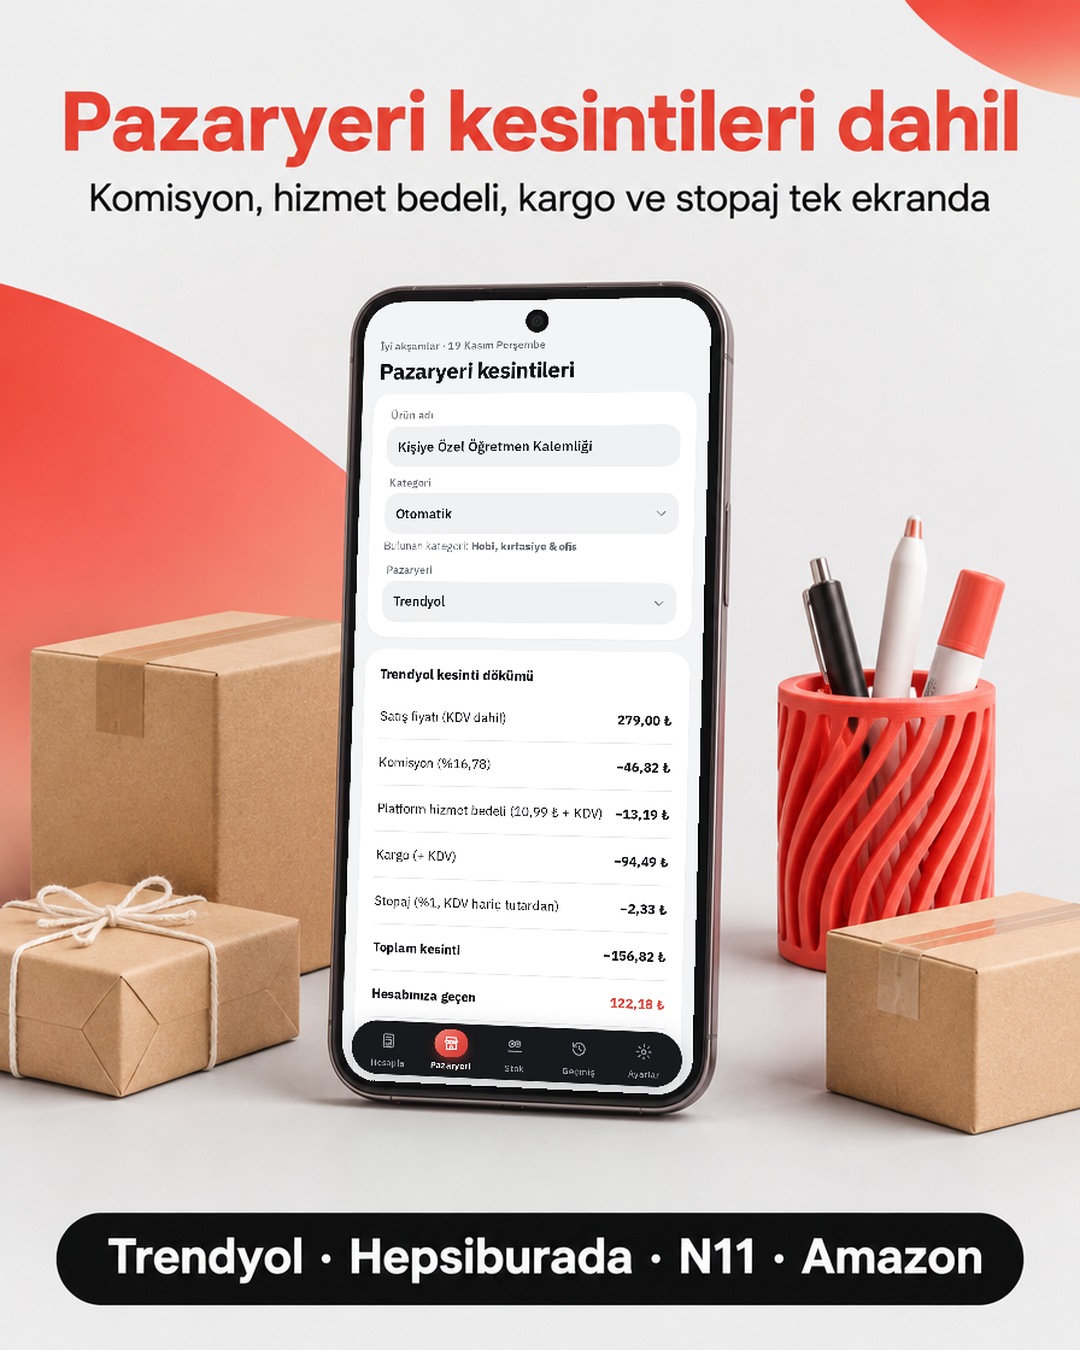 Pazaryeri kesintileri dahil
Komisyon, hizmet bedeli, kargo ve stopaj tek ekranda
İyi akşamlar · 19 Kasım Perşembe
Pazaryeri kesintileri
Ürün adı
Kişiye Özel Öğretmen Kalemliği
Kategori
Otomatik
Bulunan kategori: Hobi, kırtasiye & ofis
Pazaryeri
Trendyol
Trendyol kesinti dökümü
Satış fiyatı (KDV dahil) 279,00 ₺
Komisyon (%16,78) −46,82 ₺
Platform hizmet bedeli (10,99 ₺ + KDV) −13,19 ₺
Kargo (+ KDV) −94,49 ₺
Stopaj (%1, KDV hariç tutardan) −2,33 ₺
Toplam kesinti −156,82 ₺
Hesabınıza geçen 122,18 ₺
Hesapla Pazaryeri Stok Geçmiş Ayarlar
Trendyol · Hepsiburada · N11 · Amazon